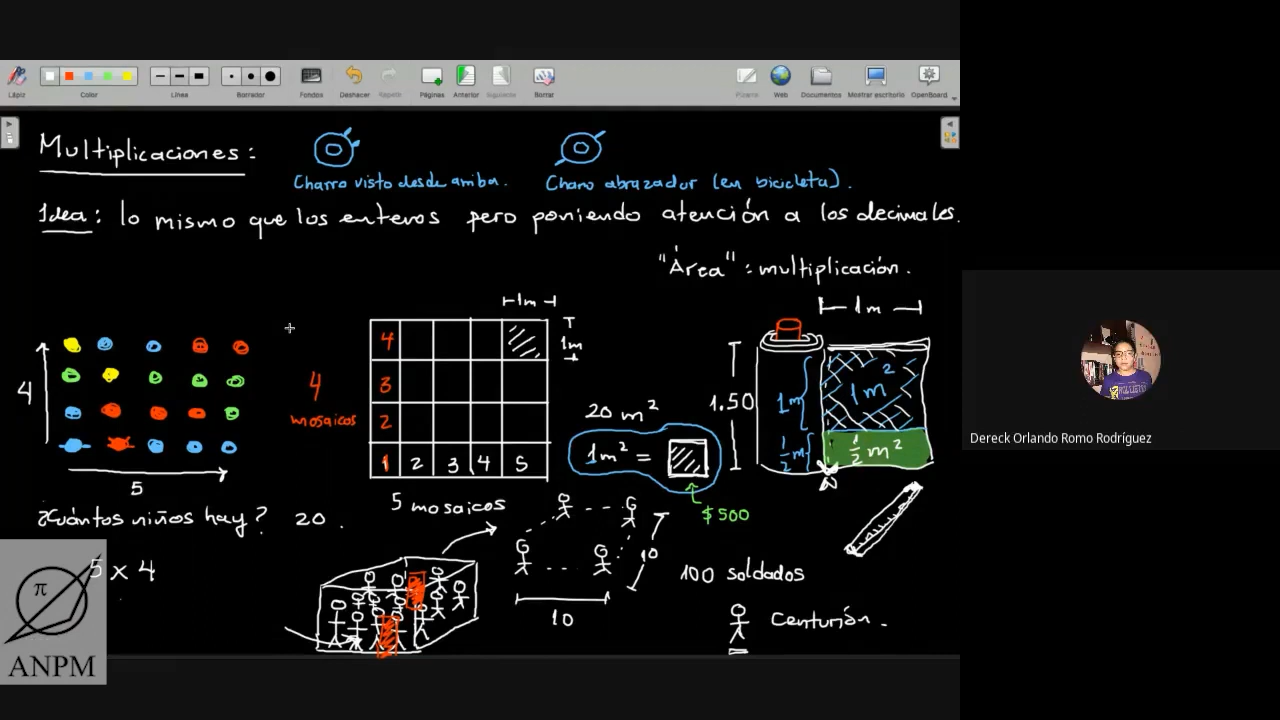 Lápiz Color Línea Borrador Fondos Deshacer Repetir Páginas Anterior Siguiente Borrar Pizarra Web Documentos Mostrar escritorio OpenBoard
Multiplicaciones:
Charro visto desde arriba. Charro abrazador (en bicicleta).
Idea: lo mismo que los enteros pero poniendo atención a los decimales.
"Área": multiplicación.
1m
1m
4
5
¿Cuántos niños hay? 20.
5 x 4
4
mosaicos
4
3
2
1 2 3 4 5
5 mosaicos
1m
20 m²
1m² =
$500
1.50
1m
½ m
1m²
½ m²
10
10
100 soldados
Centurión.
π
ANPM
Dereck Orlando Romo Rodríguez